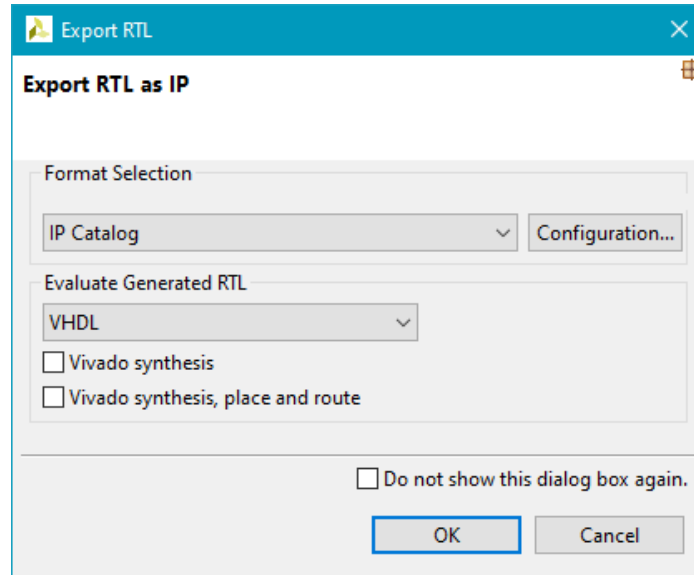 Export RTL
Export RTL as IP
Format Selection
IP Catalog
Configuration...
Evaluate Generated RTL
VHDL
Vivado synthesis
Vivado synthesis, place and route
Do not show this dialog box again.
OK
Cancel